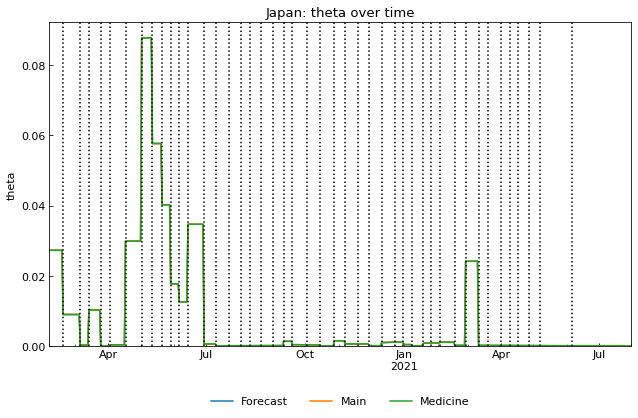 Japan: theta over time
theta
0.08
0.06
0.04
0.02
0.00
Apr Jul Oct Jan Apr Jul
2021
Forecast Main Medicine